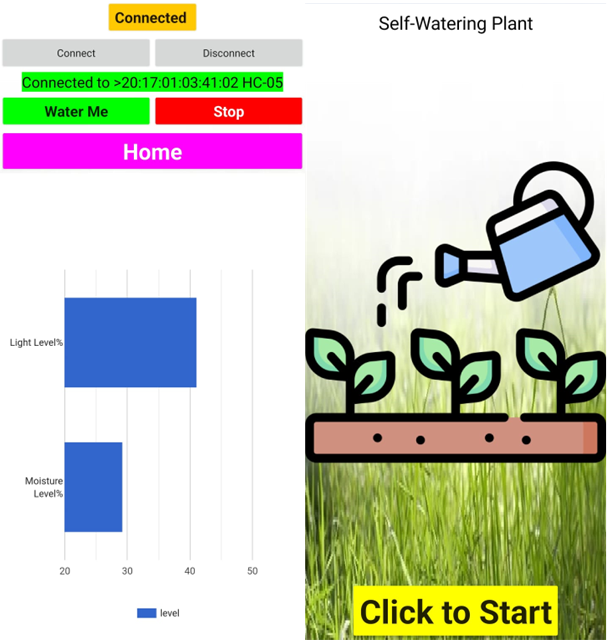 Connected
Connect
Disconnect
Connected to >20:17:01:03:41:02 HC-05
Water Me
Stop
Home
Light Level%
Moisture
Level%
20
30
40
50
level
Self-Watering Plant
Click to Start